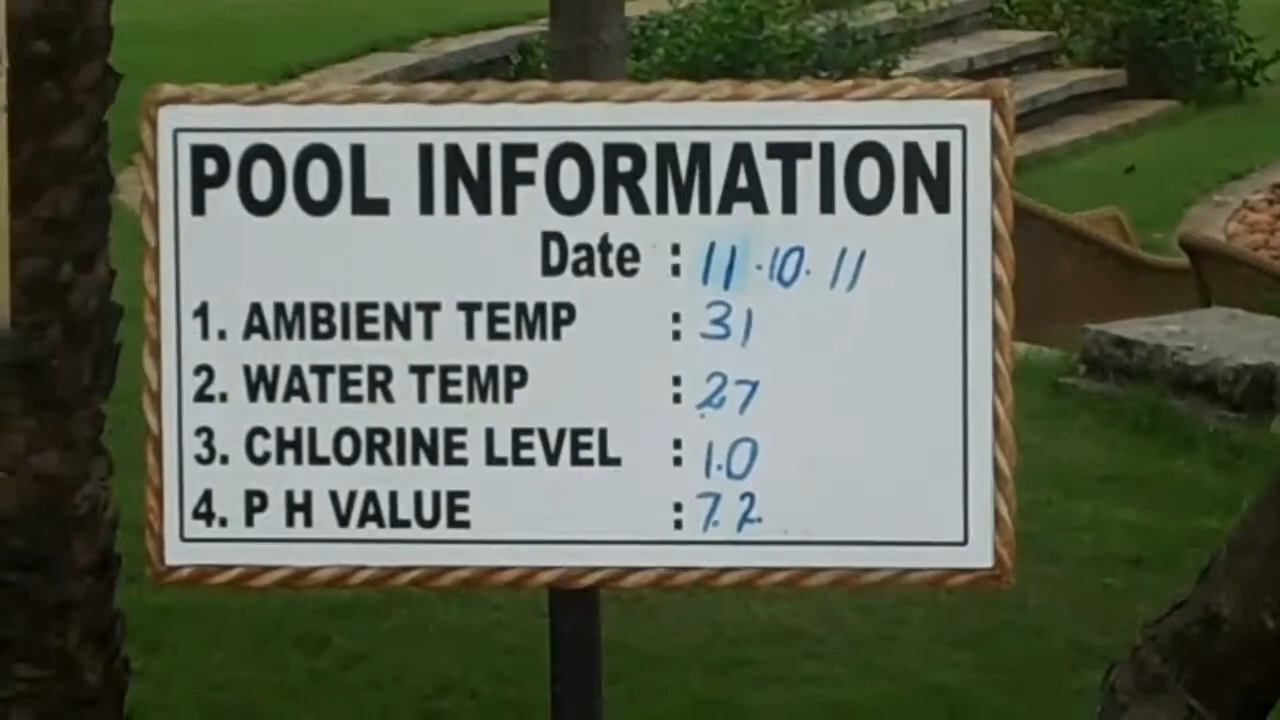 POOL INFORMATION
Date : 11.10.11
1. AMBIENT TEMP : 31
2. WATER TEMP : 27
3. CHLORINE LEVEL : 1.0
4. P H VALUE : 7.2